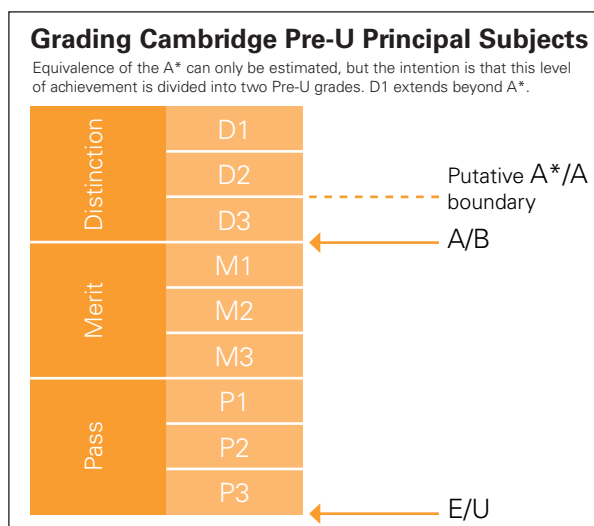 Grading Cambridge Pre-U Principal Subjects
Equivalence of the A* can only be estimated, but the intention is that this level
of achievement is divided into two Pre-U grades. D1 extends beyond A*.
Distinction
D1
D2
D3
Putative A*/A
boundary
A/B
Merit
M1
M2
M3
Pass
P1
P2
P3
E/U